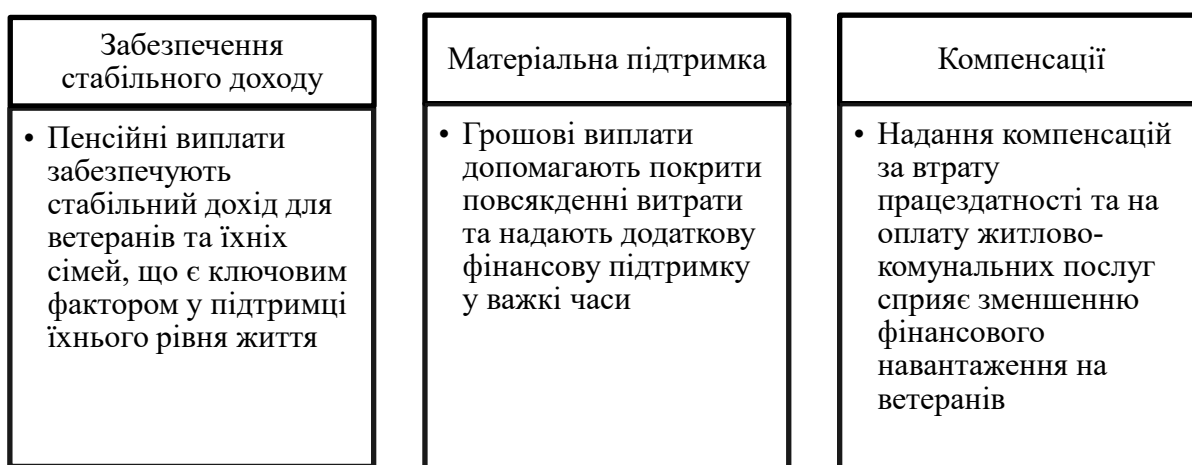 Забезпечення
стабільного доходу
• Пенсійні виплати
забезпечують
стабільний дохід для
ветеранів та їхніх
сімей, що є ключовим
фактором у підтримці
їхнього рівня життя
Матеріальна підтримка
• Грошові виплати
допомагають покрити
повсякденні витрати
та надають додаткову
фінансову підтримку
у важкі часи
Компенсації
• Надання компенсацій
за втрату
працездатності та на
оплату житлово-
комунальних послуг
сприяє зменшенню
фінансового
навантаження на
ветеранів